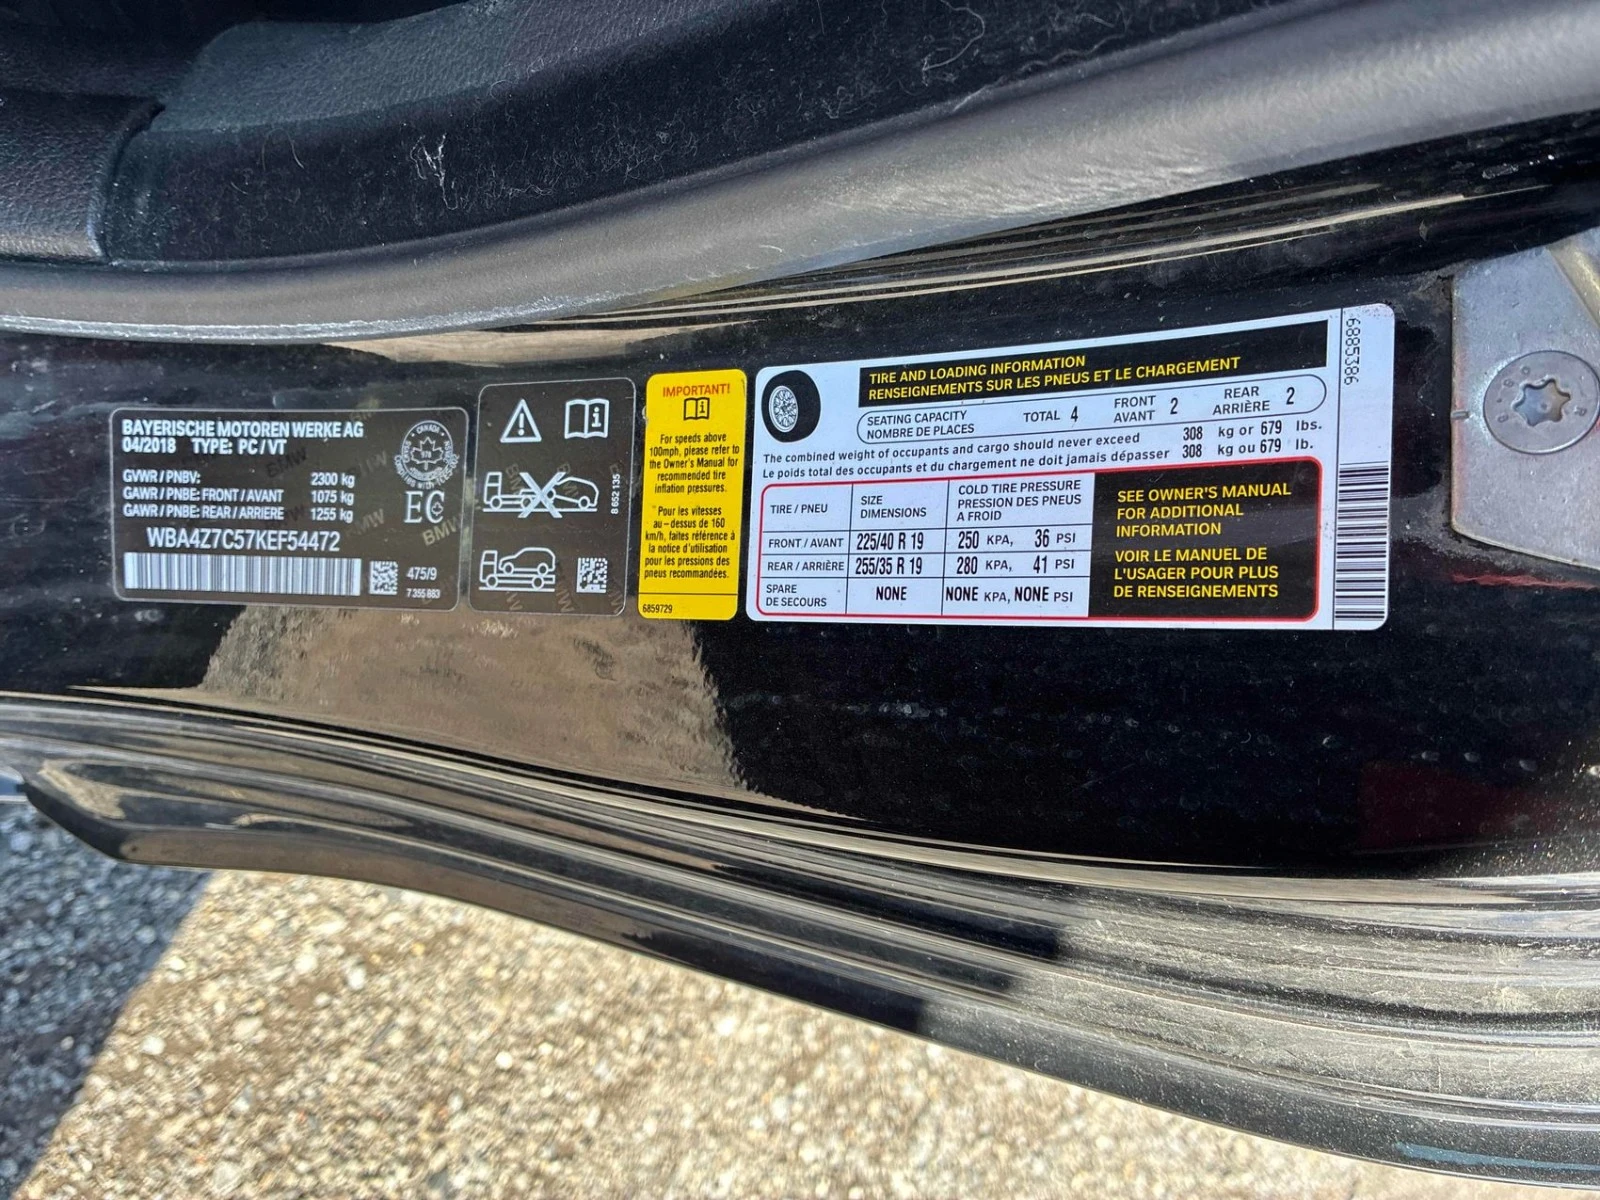 BAYERISCHE MOTOREN WERKE AG
04/2018 TYPE: PC/VT
GVWR / PNBV: 2300 kg
GAWR / PNBE: FRONT / AVANT 1075 kg
GAWR / PNBE: REAR / ARRIERE 1255 kg
WBA4Z7C57KEF54472
475/9
7 355 883
CANADA
EC
BMW
BMW
8 652 135
IMPORTANT!
For speeds above
100mph, please refer to
the Owner's Manual for
recommended tire
inflation pressures.
Pour les vitesses
au-dessus de 160
km/h, faites référence à
la notice d'utilisation
pour les pressions des
pneus recommandées.
6859729
TIRE AND LOADING INFORMATION
RENSEIGNEMENTS SUR LES PNEUS ET LE CHARGEMENT
SEATING CAPACITY
NOMBRE DE PLACES
TOTAL 4
FRONT
AVANT 2
REAR
ARRIÈRE 2
The combined weight of occupants and cargo should never exceed 308 kg or 679 lbs.
Le poids total des occupants et du chargement ne doit jamais dépasser 308 kg ou 679 lb.
TIRE / PNEU
SIZE
DIMENSIONS
COLD TIRE PRESSURE
PRESSION DES PNEUS
A FROID
FRONT / AVANT 225/40 R 19 250 KPA, 36 PSI
REAR / ARRIÈRE 255/35 R 19 280 KPA, 41 PSI
SPARE
DE SECOURS
NONE NONE KPA, NONE PSI
SEE OWNER'S MANUAL
FOR ADDITIONAL
INFORMATION
VOIR LE MANUEL DE
L'USAGER POUR PLUS
DE RENSEIGNEMENTS
6885386